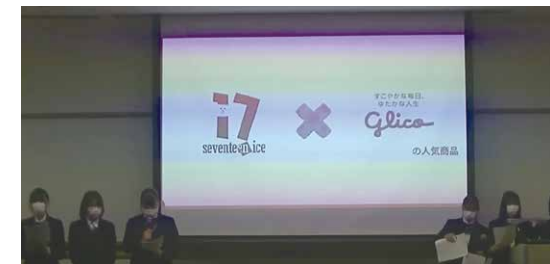 17
seventeen ice
×
すこやかな毎日、
ゆたかな人生
Glico
の人気商品